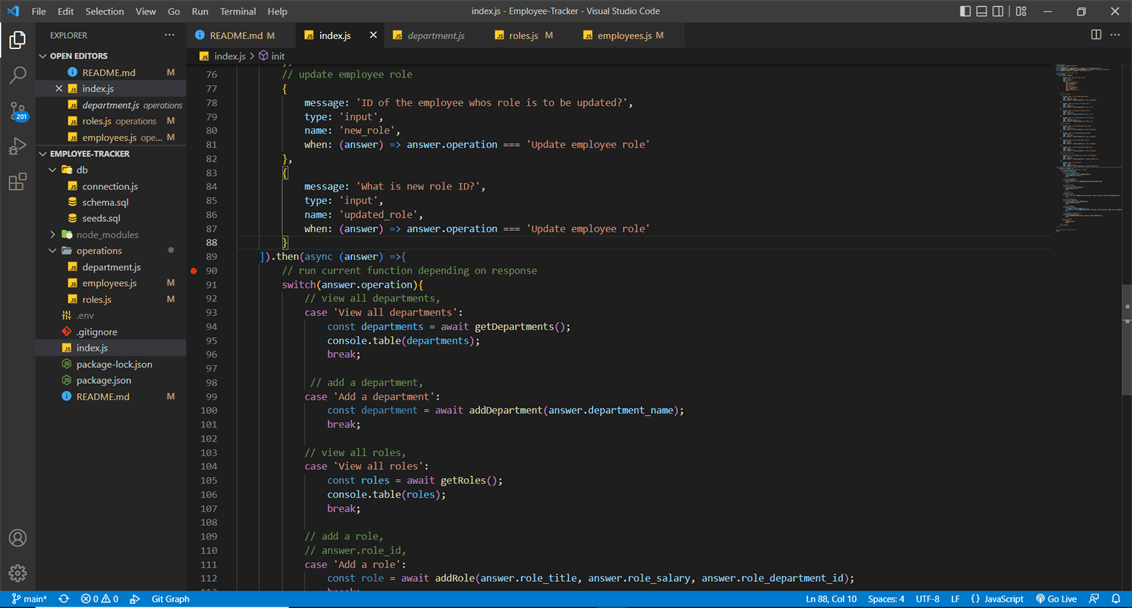 File Edit Selection View Go Run Terminal Help
index.js - Employee-Tracker - Visual Studio Code
EXPLORER
OPEN EDITORS
README.md M
index.js
department.js operations
roles.js operations M
employees.js ope... M
EMPLOYEE-TRACKER
db
connection.js
schema.sql
seeds.sql
node_modules
operations
department.js
employees.js M
roles.js M
.env
.gitignore
index.js
package-lock.json
package.json
README.md M
201
README.md M index.js department.js roles.js M employees.js M
index.js > init
76 // update employee role
77 {
78 message: 'ID of the employee whos role is to be updated?',
79 type: 'input',
80 name: 'new_role',
81 when: (answer) => answer.operation === 'Update employee role'
82 },
83 {
84 message: 'What is new role ID?',
85 type: 'input',
86 name: 'updated_role',
87 when: (answer) => answer.operation === 'Update employee role'
88 }
89 ]).then(async (answer) =>{
90 // run current function depending on response
91 switch(answer.operation){
92 // view all departments,
93 case 'View all departments':
94 const departments = await getDepartments();
95 console.table(departments);
96 break;
97
98 // add a department,
99 case 'Add a department':
100 const department = await addDepartment(answer.department_name);
101 break;
102
103 // view all roles,
104 case 'View all roles':
105 const roles = await getRoles();
106 console.table(roles);
107 break;
108
109 // add a role,
110 // answer.role_id,
111 case 'Add a role':
112 const role = await addRole(answer.role_title, answer.role_salary, answer.role_department_id);
main* 0 0 Git Graph
Ln 88, Col 10 Spaces: 4 UTF-8 LF {} JavaScript Go Live